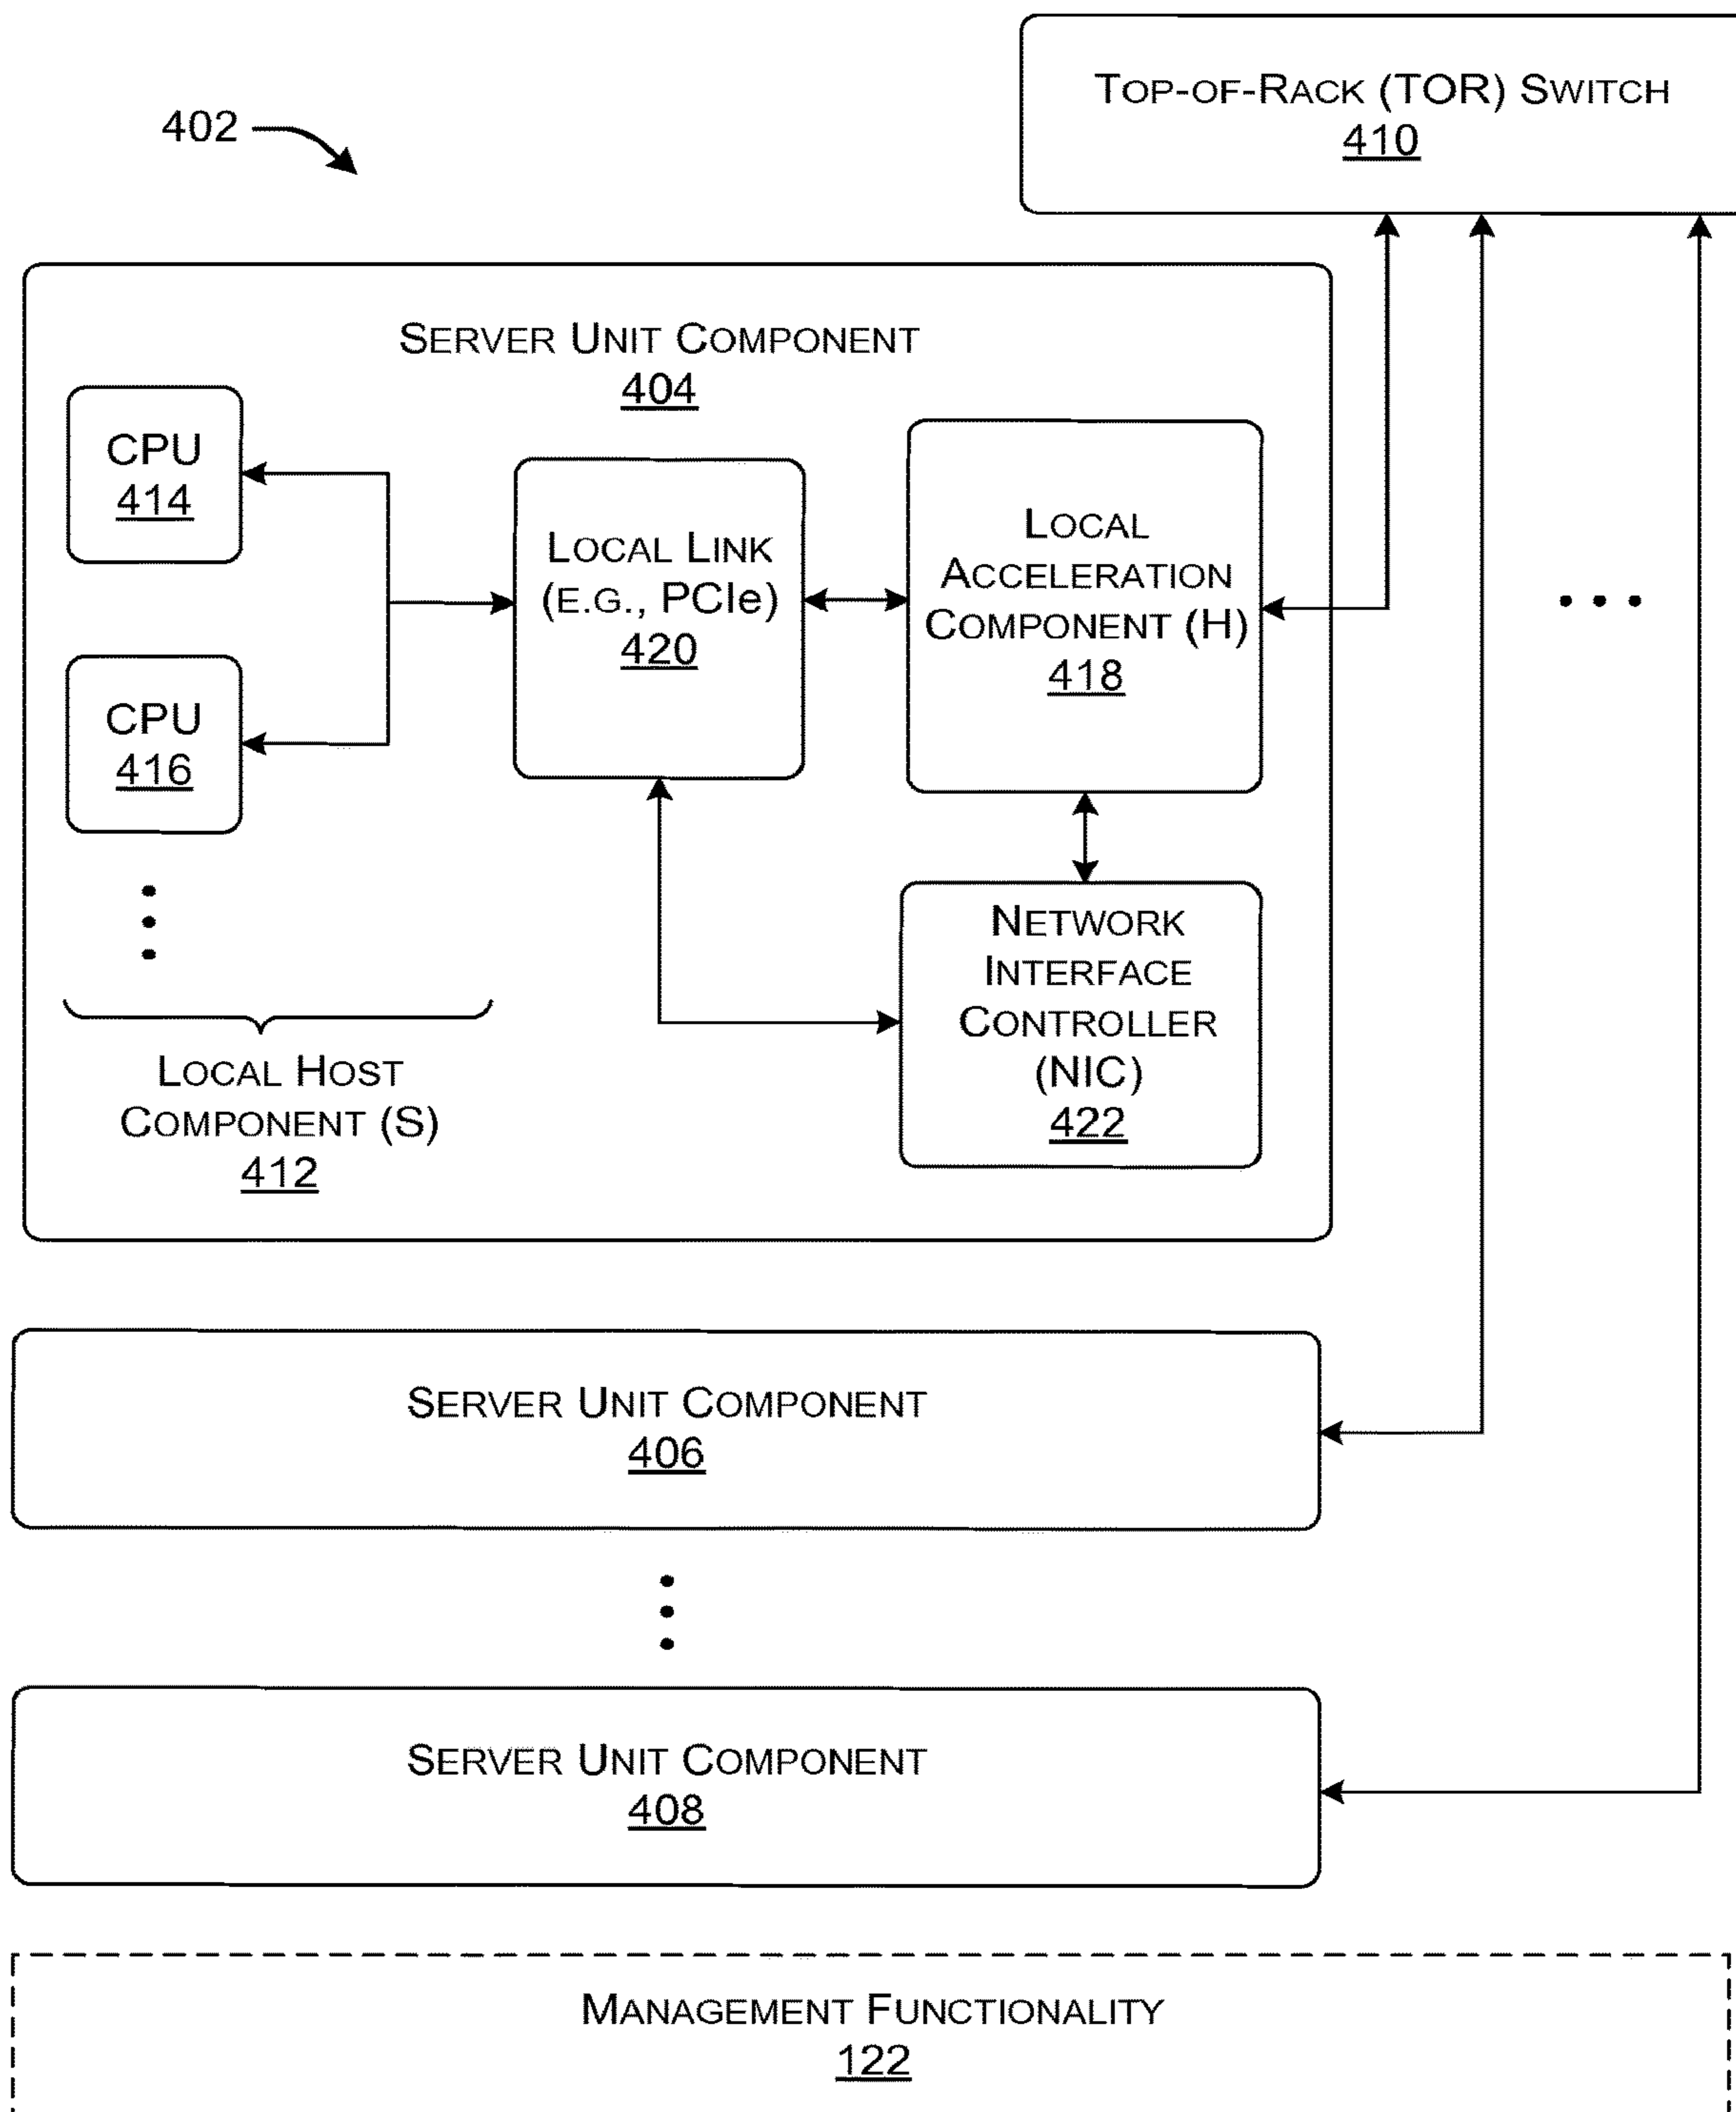 TOP-OF-RACK (TOR) SWITCH
410
402
SERVER UNIT COMPONENT
404
CPU
414
CPU
416
LOCAL LINK
(E.G., PCIe)
420
LOCAL
ACCELERATION
COMPONENT (H)
418
NETWORK
INTERFACE
CONTROLLER
(NIC)
422
LOCAL HOST
COMPONENT (S)
412
SERVER UNIT COMPONENT
406
SERVER UNIT COMPONENT
408
MANAGEMENT FUNCTIONALITY
122